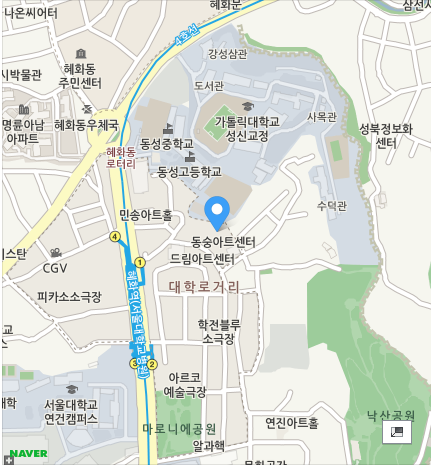 나온씨어터
혜화문
삼선시
4호선
강성삼관
시박물관
혜화동
주민센터
도서관
명륜아남
아파트
혜화동우체국
가톨릭대학교
성신교정
사목관
성북정보화
센터
동성중학교
혜화동
로터리
동성고등학교
수덕관
민송아트홀
4
동숭아트센터
이스탄
CGV
1
드림아트센터
대학로거리
피카소소극장
혜화역(서울대학교병원)
학전블루
소극장
교
3
2
아르코
예술극장
대학
서울대학교
연건캠퍼스
마로니에공원
연진아트홀
낙산공원
알과핵
NAVER